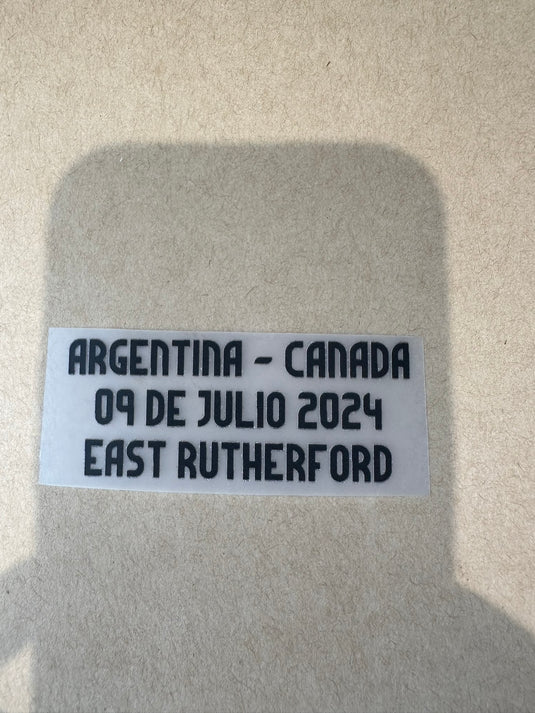 ARGENTINA - CANADA
09 DE JULIO 2024
EAST RUTHERFORD